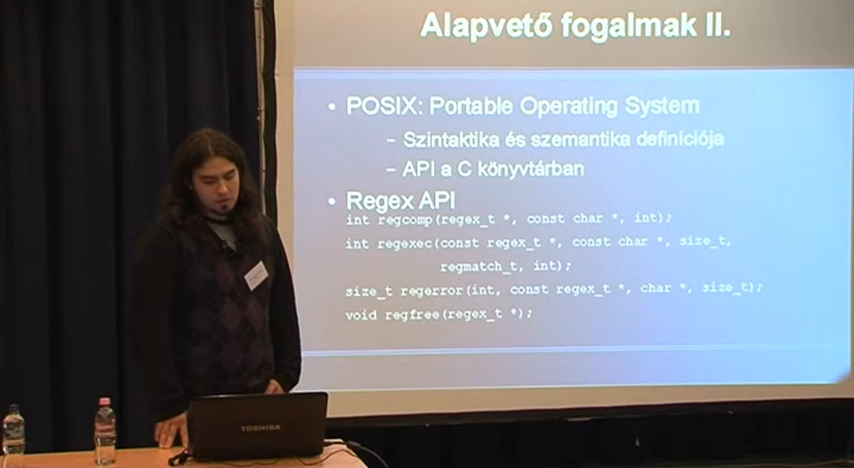 Alapvető fogalmak II.
• POSIX: Portable Operating System
– Szintaktika és szemantika definíciója
– API a C könyvtárban
• Regex API
int regcomp(regex_t *, const char *, int);
int regexec(const regex_t *, const char *, size_t,
regmatch_t, int);
size_t regerror(int, const regex_t *, char *, size_t);
void regfree(regex_t *);
TOSHIBA